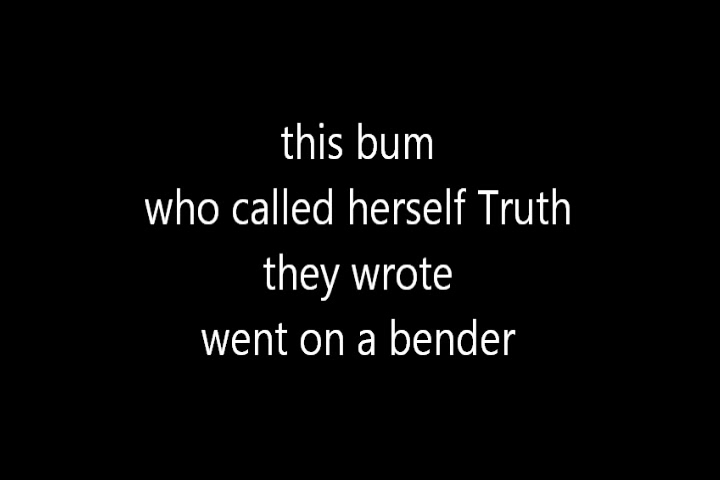 this bum
who called herself Truth
they wrote
went on a bender